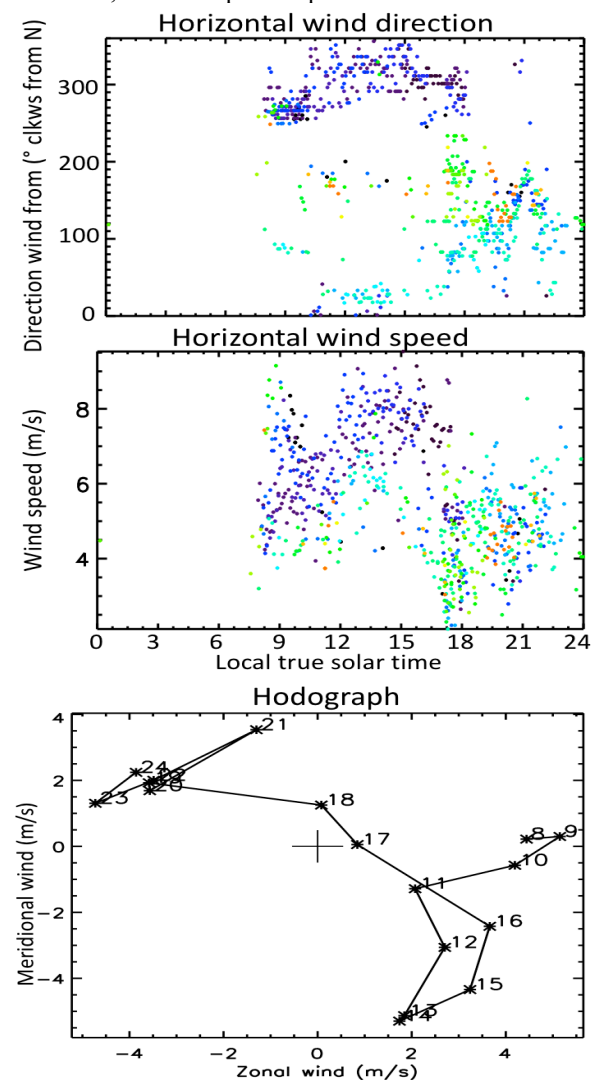 Horizontal wind direction
Direction wind from (° clkws from N)
300
200
100
0
Horizontal wind speed
Wind speed (m/s)
8
6
4
0 3 6 9 12 15 18 21 24
Local true solar time
Hodograph
Meridional wind (m/s)
4
2
0
−2
−4
21
24
23
20
18
17
8
9
10
11
16
12
15
13
14
−4 −2 0 2 4
Zonal wind (m/s)